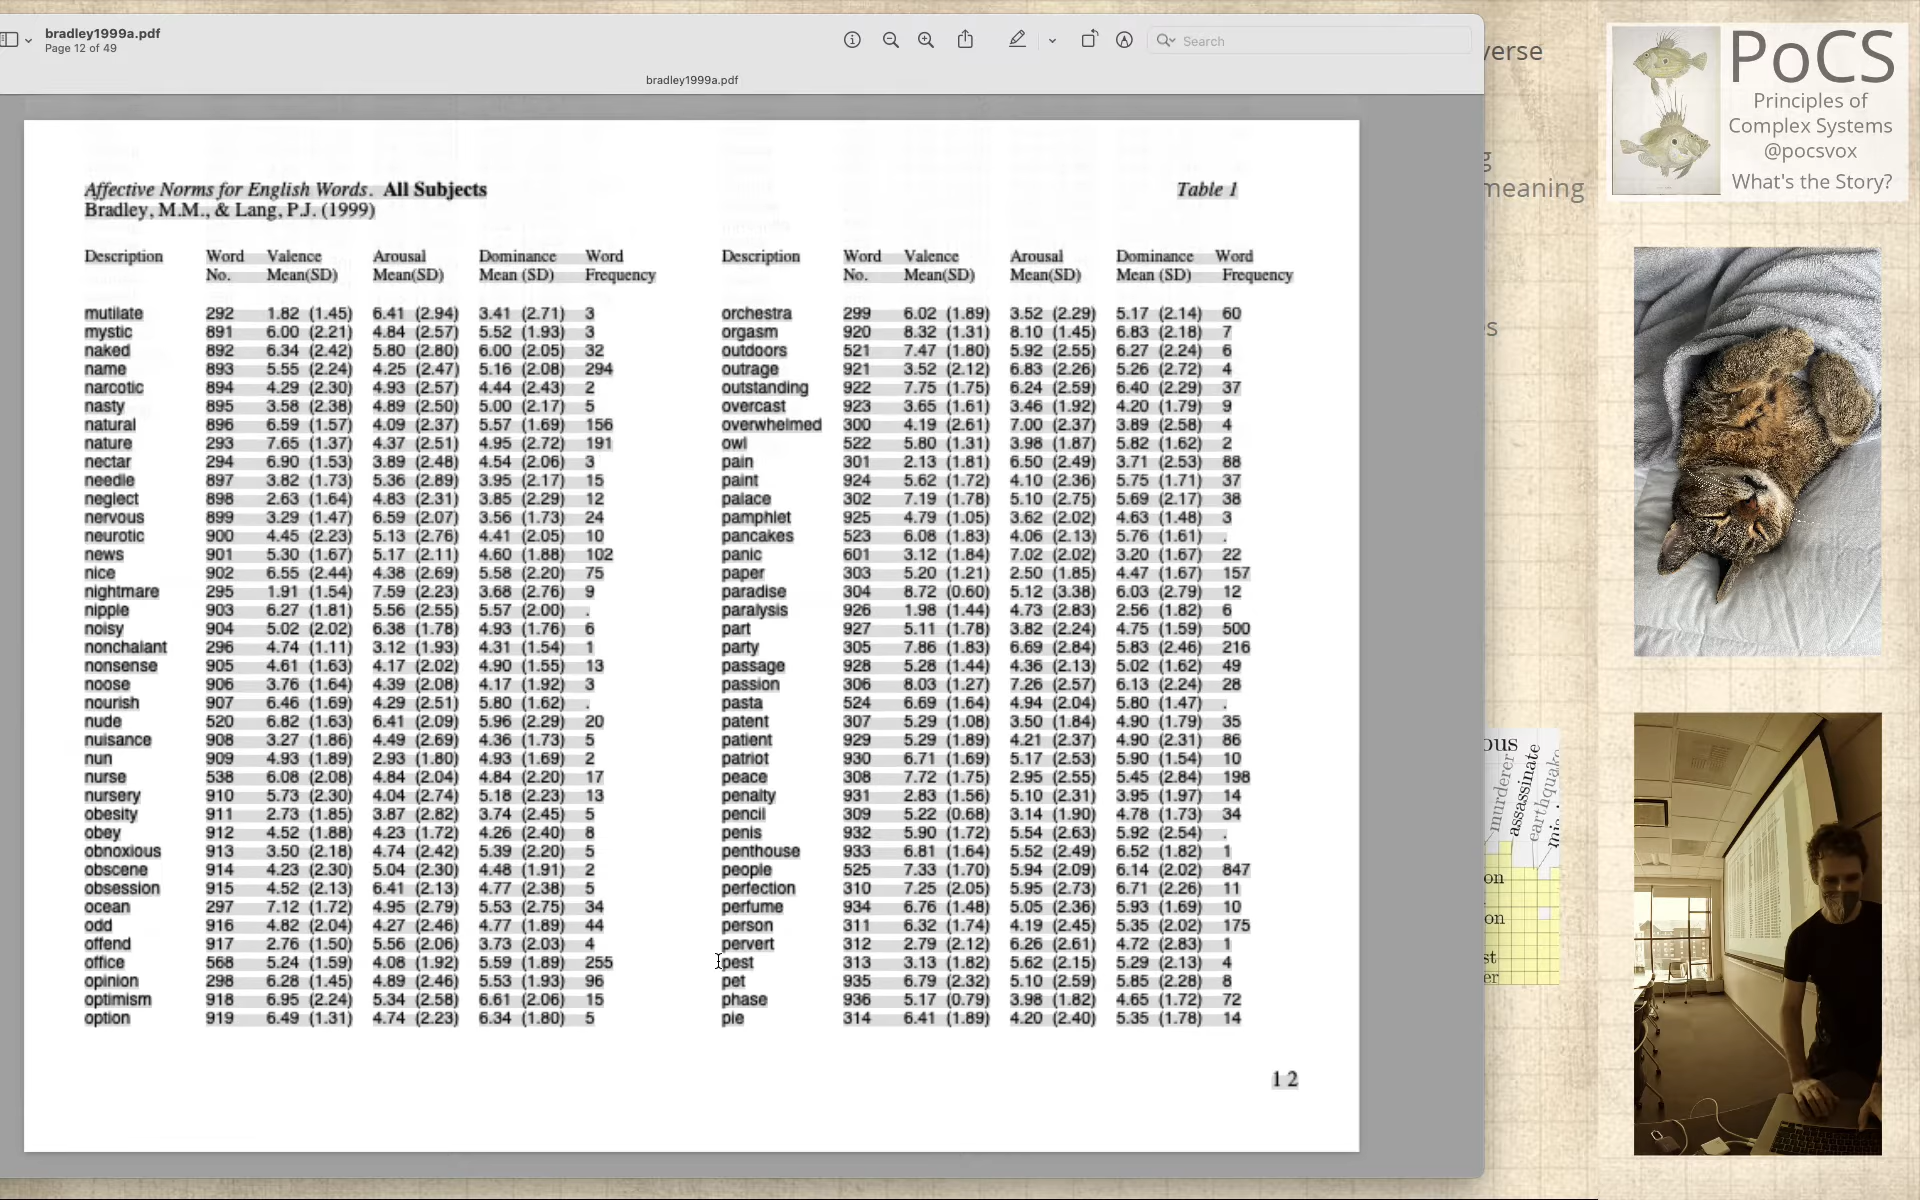 bradley1999a.pdf
Page 12 of 49
Search
bradley1999a.pdf
Affective Norms for English Words. All Subjects
Table 1
Bradley, M.M., & Lang, P.J. (1999)
Description Word No. Valence Mean(SD) Arousal Mean(SD) Dominance Mean (SD) Word Frequency
mutilate 292 1.82 (1.45) 6.41 (2.94) 3.41 (2.71) 3
mystic 891 6.00 (2.21) 4.84 (2.57) 5.52 (1.93) 3
naked 892 6.34 (2.42) 5.80 (2.80) 6.00 (2.05) 32
name 893 5.55 (2.24) 4.25 (2.47) 5.16 (2.08) 294
narcotic 894 4.29 (2.30) 4.93 (2.57) 4.44 (2.43) 2
nasty 895 3.58 (2.38) 4.89 (2.50) 5.00 (2.17) 5
natural 896 6.59 (1.57) 4.09 (2.37) 5.57 (1.69) 156
nature 293 7.65 (1.37) 4.37 (2.51) 4.95 (2.72) 191
nectar 294 6.90 (1.53) 3.89 (2.48) 4.54 (2.06) 3
needle 897 3.82 (1.73) 5.36 (2.89) 3.95 (2.17) 15
neglect 898 2.63 (1.64) 4.83 (2.31) 3.85 (2.29) 12
nervous 899 3.29 (1.47) 6.59 (2.07) 3.56 (1.73) 24
neurotic 900 4.45 (2.23) 5.13 (2.76) 4.41 (2.05) 10
news 901 5.30 (1.67) 5.17 (2.11) 4.60 (1.88) 102
nice 902 6.55 (2.44) 4.38 (2.69) 5.58 (2.20) 75
nightmare 295 1.91 (1.54) 7.59 (2.23) 3.68 (2.76) 9
nipple 903 6.27 (1.81) 5.56 (2.55) 5.57 (2.00) .
noisy 904 5.02 (2.02) 6.38 (1.78) 4.93 (1.76) 6
nonchalant 296 4.74 (1.11) 3.12 (1.93) 4.31 (1.54) 1
nonsense 905 4.61 (1.63) 4.17 (2.02) 4.90 (1.55) 13
noose 906 3.76 (1.64) 4.39 (2.08) 4.17 (1.92) 3
nourish 907 6.46 (1.69) 4.29 (2.51) 5.80 (1.62) .
nude 520 6.82 (1.63) 6.41 (2.09) 5.96 (2.29) 20
nuisance 908 3.27 (1.86) 4.49 (2.69) 4.36 (1.73) 5
nun 909 4.93 (1.89) 2.93 (1.80) 4.93 (1.69) 2
nurse 538 6.08 (2.08) 4.84 (2.04) 4.84 (2.20) 17
nursery 910 5.73 (2.30) 4.04 (2.74) 5.18 (2.23) 13
obesity 911 2.73 (1.85) 3.87 (2.82) 3.74 (2.45) 5
obey 912 4.52 (1.88) 4.23 (1.72) 4.26 (2.40) 8
obnoxious 913 3.50 (2.18) 4.74 (2.42) 5.39 (2.20) 5
obscene 914 4.23 (2.30) 5.04 (2.30) 4.48 (1.91) 2
obsession 915 4.52 (2.13) 6.41 (2.13) 4.77 (2.38) 5
ocean 297 7.12 (1.72) 4.95 (2.79) 5.53 (2.75) 34
odd 916 4.82 (2.04) 4.27 (2.46) 4.77 (1.89) 44
offend 917 2.76 (1.50) 5.56 (2.06) 3.73 (2.03) 4
office 568 5.24 (1.59) 4.08 (1.92) 5.59 (1.89) 255
opinion 298 6.28 (1.45) 4.89 (2.46) 5.53 (1.93) 96
optimism 918 6.95 (2.24) 5.34 (2.58) 6.61 (2.06) 15
option 919 6.49 (1.31) 4.74 (2.23) 6.34 (1.80) 5
Description Word No. Valence Mean(SD) Arousal Mean(SD) Dominance Mean (SD) Word Frequency
orchestra 299 6.02 (1.89) 3.52 (2.29) 5.17 (2.14) 60
orgasm 920 8.32 (1.31) 8.10 (1.45) 6.83 (2.18) 7
outdoors 521 7.47 (1.80) 5.92 (2.55) 6.27 (2.24) 6
outrage 921 3.52 (2.12) 6.83 (2.26) 5.26 (2.72) 4
outstanding 922 7.75 (1.75) 6.24 (2.59) 6.40 (2.29) 37
overcast 923 3.65 (1.61) 3.46 (1.92) 4.20 (1.79) 9
overwhelmed 300 4.19 (2.61) 7.00 (2.37) 3.89 (2.58) 4
owl 522 5.80 (1.31) 3.98 (1.87) 5.82 (1.62) 2
pain 301 2.13 (1.81) 6.50 (2.49) 3.71 (2.53) 88
paint 924 5.62 (1.72) 4.10 (2.36) 5.75 (1.71) 37
palace 302 7.19 (1.78) 5.10 (2.75) 5.69 (2.17) 38
pamphlet 925 4.79 (1.05) 3.62 (2.02) 4.63 (1.48) 3
pancakes 523 6.08 (1.83) 4.06 (2.13) 5.76 (1.61) .
panic 601 3.12 (1.84) 7.02 (2.02) 3.20 (1.67) 22
paper 303 5.20 (1.21) 2.50 (1.85) 4.47 (1.67) 157
paradise 304 8.72 (0.60) 5.12 (3.38) 6.03 (2.79) 12
paralysis 926 1.98 (1.44) 4.73 (2.83) 2.56 (1.82) 6
part 927 5.11 (1.78) 3.82 (2.24) 4.75 (1.59) 500
party 305 7.86 (1.83) 6.69 (2.84) 5.83 (2.46) 216
passage 928 5.28 (1.44) 4.36 (2.13) 5.02 (1.62) 49
passion 306 8.03 (1.27) 7.26 (2.57) 6.13 (2.24) 28
pasta 524 6.69 (1.64) 4.94 (2.04) 5.80 (1.47) .
patent 307 5.29 (1.08) 3.50 (1.84) 4.90 (1.79) 35
patient 929 5.29 (1.89) 4.21 (2.37) 4.90 (2.31) 86
patriot 930 6.71 (1.69) 5.17 (2.53) 5.90 (1.54) 10
peace 308 7.72 (1.75) 2.95 (2.55) 5.45 (2.84) 198
penalty 931 2.83 (1.56) 5.10 (2.31) 3.95 (1.97) 14
pencil 309 5.22 (0.68) 3.14 (1.90) 4.78 (1.73) 34
penis 932 5.90 (1.72) 5.54 (2.63) 5.92 (2.54) .
penthouse 933 6.81 (1.64) 5.52 (2.49) 6.52 (1.82) 1
people 525 7.33 (1.70) 5.94 (2.09) 6.14 (2.02) 847
perfection 310 7.25 (2.05) 5.95 (2.73) 6.71 (2.26) 11
perfume 934 6.76 (1.48) 5.05 (2.36) 5.93 (1.69) 10
person 311 6.32 (1.74) 4.19 (2.45) 5.35 (2.02) 175
pervert 312 2.79 (2.12) 6.26 (2.61) 4.72 (2.83) 1
pest 313 3.13 (1.82) 5.62 (2.15) 5.29 (2.13) 4
pet 935 6.79 (2.32) 5.10 (2.59) 5.85 (2.28) 8
phase 936 5.17 (0.79) 3.98 (1.82) 4.65 (1.72) 72
pie 314 6.41 (1.89) 4.20 (2.40) 5.35 (1.78) 14
12
verse
g
meaning
s
ous
murderer
assassinate
earthquake
on
on
st
er
PoCS
Principles of
Complex Systems
@pocsvox
What's the Story?